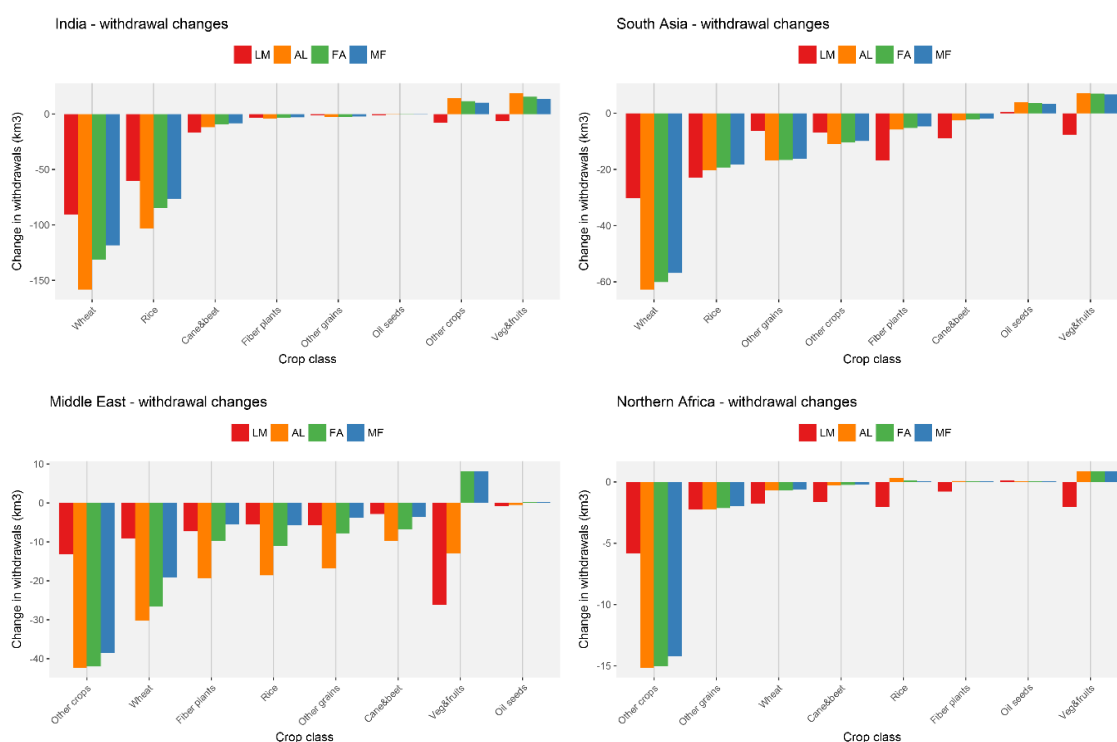 India - withdrawal changes
LM AL FA MF
Change in withdrawals (km3)
0
-50
-100
-150
Wheat
Rice
Cane&beet
Fiber plants
Other grains
Oil seeds
Other crops
Veg&fruits
Crop class
South Asia - withdrawal changes
LM AL FA MF
Change in withdrawals (km3)
0
-20
-40
-60
Wheat
Rice
Other grains
Other crops
Fiber plants
Cane&beet
Oil seeds
Veg&fruits
Crop class
Middle East - withdrawal changes
LM AL FA MF
Change in withdrawals (km3)
10
0
-10
-20
-30
-40
Other crops
Wheat
Fiber plants
Rice
Other grains
Cane&beet
Veg&fruits
Oil seeds
Crop class
Northern Africa - withdrawal changes
LM AL FA MF
Change in withdrawals (km3)
0
-5
-10
-15
Other crops
Other grains
Wheat
Cane&beet
Rice
Fiber plants
Oil seeds
Veg&fruits
Crop class